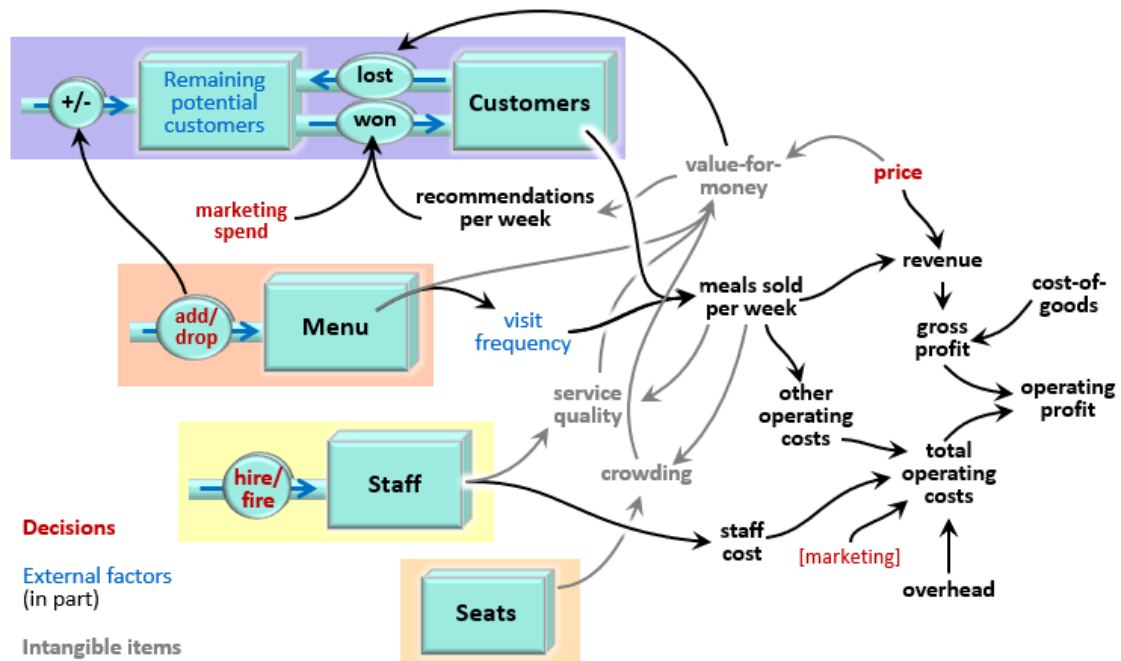 lost
+/-
Remaining
potential
customers
won
Customers
value-for-
money
price
marketing
spend
recommendations
per week
revenue
cost-of-
goods
add/
drop
Menu
visit
frequency
meals sold
per week
gross
profit
operating
profit
service
quality
other
operating
costs
total
operating
costs
hire/
fire
Staff
crowding
staff
cost
[marketing]
overhead
Seats
Decisions
External factors
(in part)
Intangible items